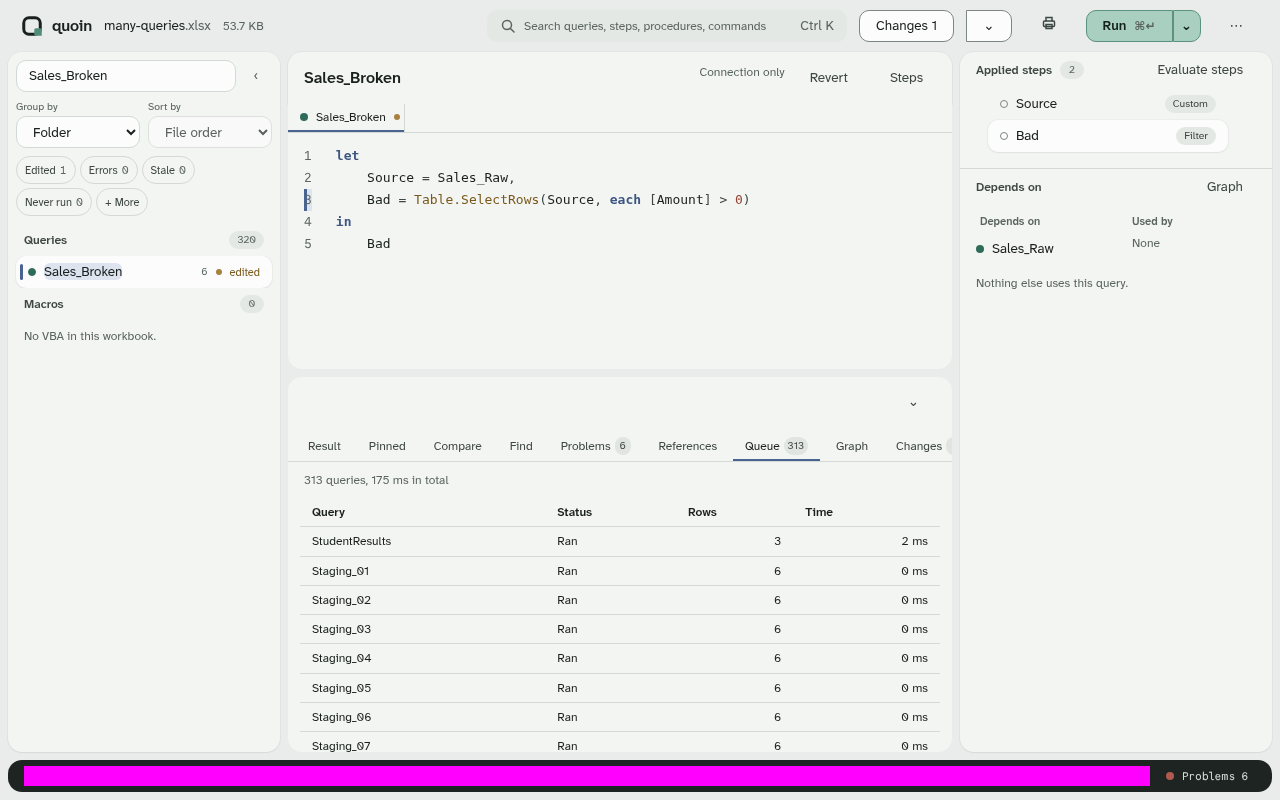 quoin many-queries.xlsx 53.7 KB Search queries, steps, procedures, commands Ctrl K Changes 1 Run ⌘↵ ···
Sales_Broken
Group by Sort by
Folder File order
Edited 1 Errors 0 Stale 0
Never run 0 + More
Queries 320
Sales_Broken 6 edited
Macros 0
No VBA in this workbook.
Sales_Broken Connection only Revert Steps
Sales_Broken
1 let
2 Source = Sales_Raw,
3 Bad = Table.SelectRows(Source, each [Amount] > 0)
4 in
5 Bad
Result Pinned Compare Find Problems 6 References Queue 313 Graph Changes
313 queries, 175 ms in total
Query Status Rows Time
StudentResults Ran 3 2 ms
Staging_01 Ran 6 0 ms
Staging_02 Ran 6 0 ms
Staging_03 Ran 6 0 ms
Staging_04 Ran 6 0 ms
Staging_05 Ran 6 0 ms
Staging_06 Ran 6 0 ms
Staging_07 Ran 6 0 ms
Applied steps 2 Evaluate steps
Source Custom
Bad Filter
Depends on Graph
Depends on Used by
Sales_Raw None
Nothing else uses this query.
Problems 6